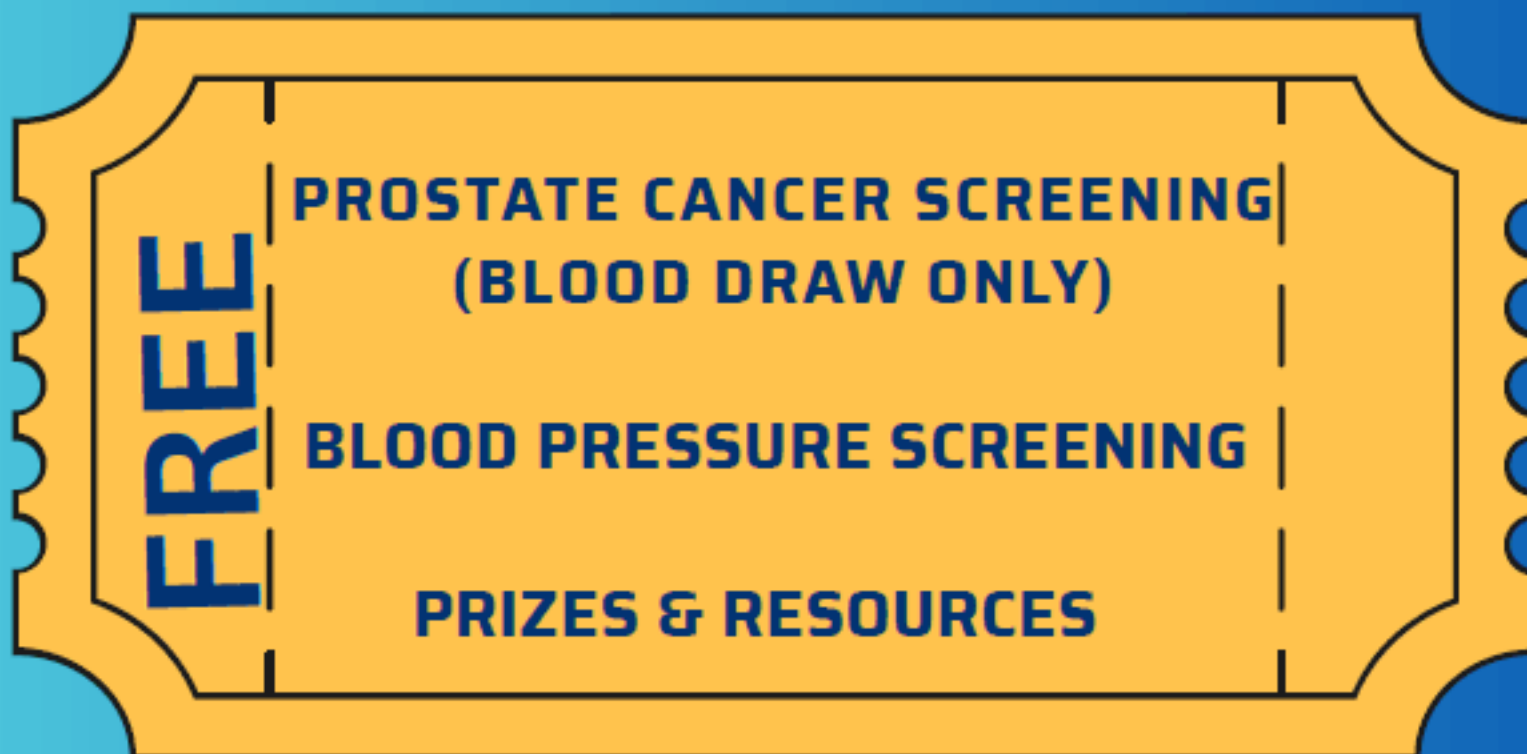 FREE
PROSTATE CANCER SCREENING
(BLOOD DRAW ONLY)
BLOOD PRESSURE SCREENING
PRIZES & RESOURCES